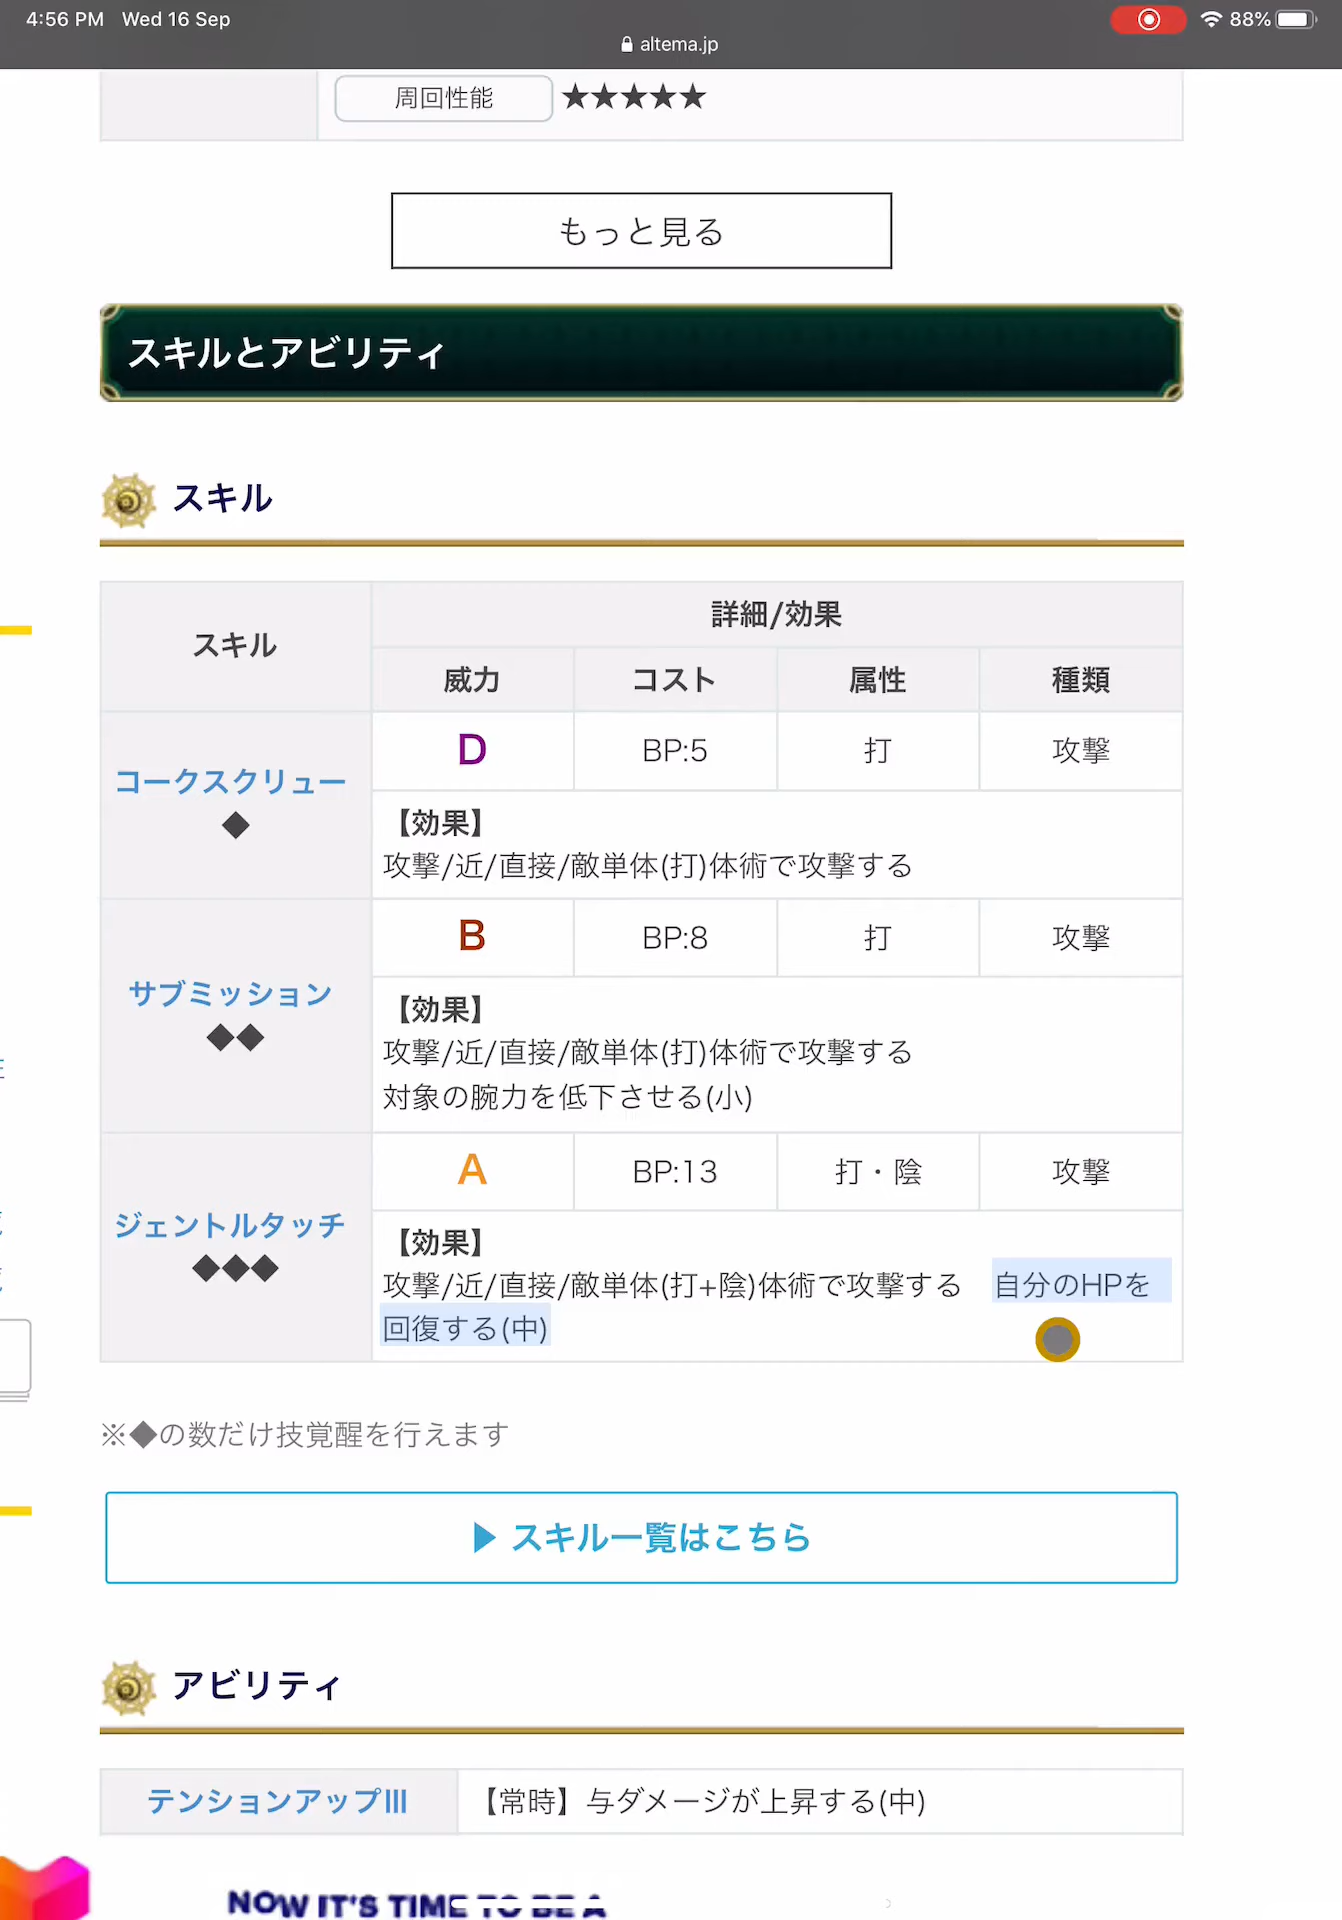 4:56 PM Wed 16 Sep
88%
altema.jp
周回性能 ★★★★★
もっと見る
スキルとアビリティ
スキル
スキル 詳細/効果
威力 コスト 属性 種類
コークスクリュー
◆
D BP:5 打 攻撃
【効果】
攻撃/近/直接/敵単体(打)体術で攻撃する
サブミッション
◆◆
B BP:8 打 攻撃
【効果】
攻撃/近/直接/敵単体(打)体術で攻撃する
対象の腕力を低下させる(小)
ジェントルタッチ
◆◆◆
A BP:13 打・陰 攻撃
【効果】
攻撃/近/直接/敵単体(打+陰)体術で攻撃する 自分のHPを
回復する(中)
※◆の数だけ技覚醒を行えます
▶ スキル一覧はこちら
アビリティ
テンションアップIII 【常時】与ダメージが上昇する(中)
NOW IT'S TIME TO BE A